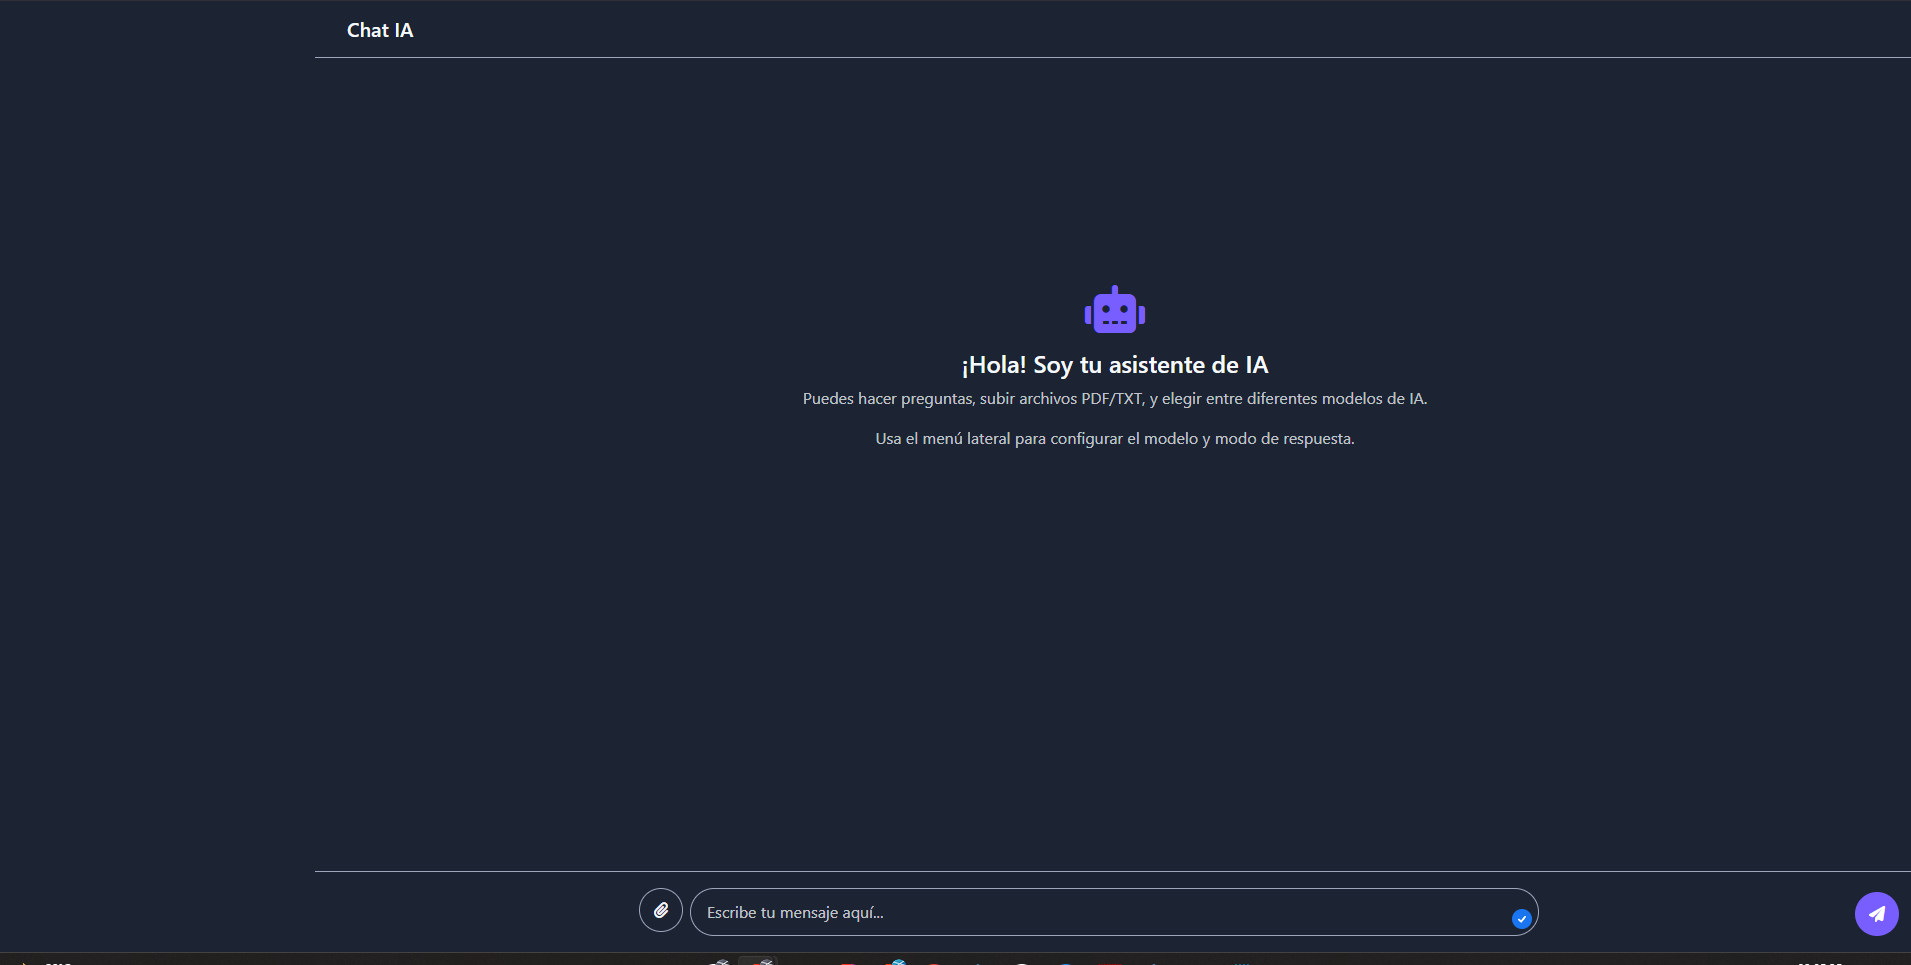 Chat IA
¡Hola! Soy tu asistente de IA
Puedes hacer preguntas, subir archivos PDF/TXT, y elegir entre diferentes modelos de IA.
Usa el menú lateral para configurar el modelo y modo de respuesta.
Escribe tu mensaje aquí...